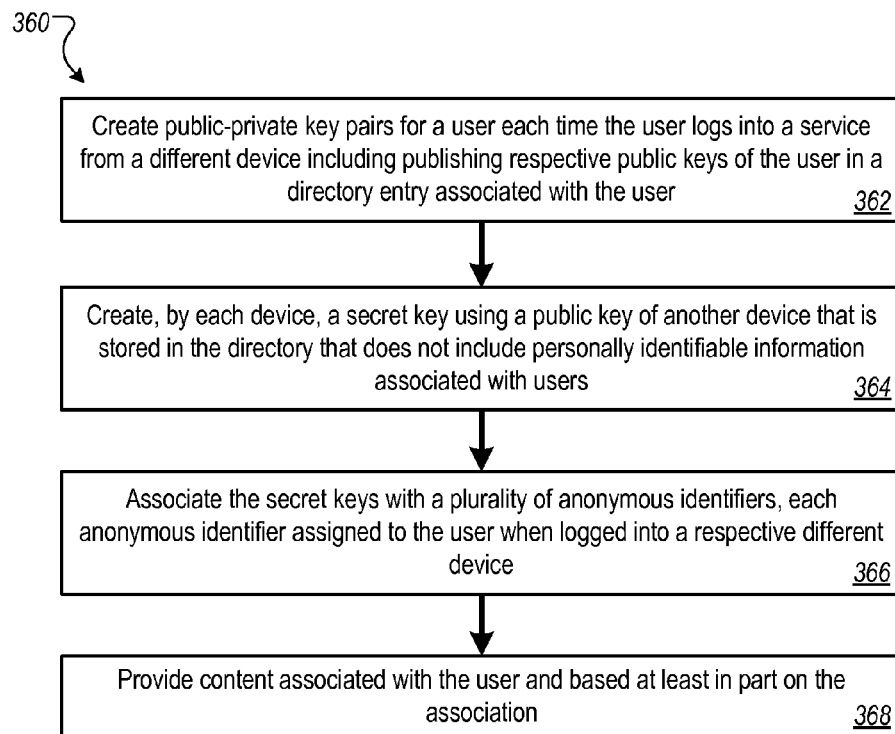 360
Create public-private key pairs for a user each time the user logs into a service
from a different device including publishing respective public keys of the user in a
directory entry associated with the user
362
Create, by each device, a secret key using a public key of another device that is
stored in the directory that does not include personally identifiable information
associated with users
364
Associate the secret keys with a plurality of anonymous identifiers, each
anonymous identifier assigned to the user when logged into a respective different
device
366
Provide content associated with the user and based at least in part on the
association
368